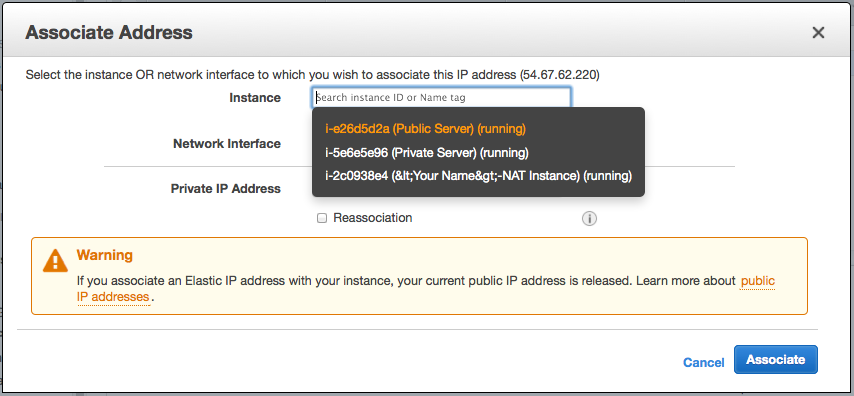 Associate Address
Select the instance OR network interface to which you wish to associate this IP address (54.67.62.220)
Instance
Search instance ID or Name tag
i-e26d5d2a (Public Server) (running)
Network Interface
i-5e6e5e96 (Private Server) (running)
i-2c0938e4 (&lt;Your Name&gt;-NAT Instance) (running)
Private IP Address
Reassociation
Warning
If you associate an Elastic IP address with your instance, your current public IP address is released. Learn more about public
IP addresses.
Cancel
Associate